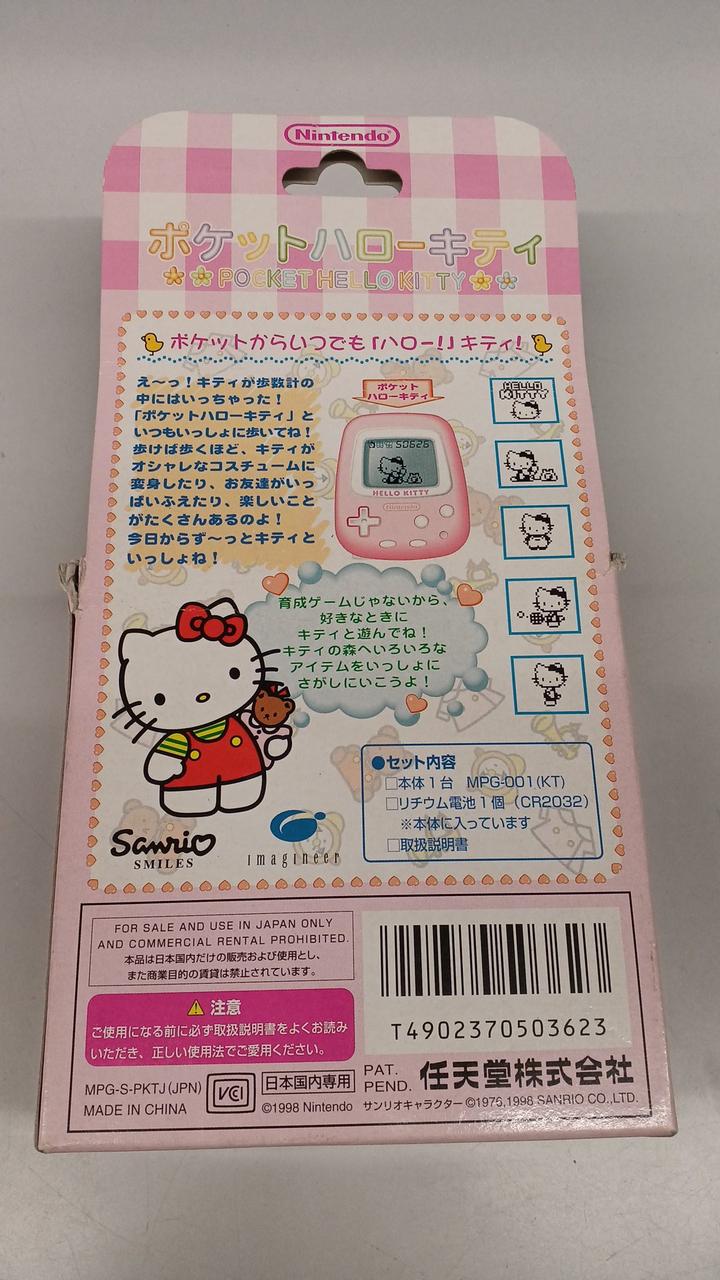 Nintendo®
ポケットハローキティ
POCKET HELLO KITTY
ポケットからいつでも「ハロー!」キティ!
え〜っ!キティが歩数計の
中にはいっちゃった!
「ポケットハローキティ」と
いつもいっしょに歩いてね!
歩けば歩くほど、キティが
オシャレなコスチュームに
変身したり、お友達がいっ
ぱいふえたり、楽しいこと
がたくさんあるのよ!
今日からず〜っとキティと
いっしょね!
ポケット
ハローキティ
50626
HELLO KITTY
Nintendo
HELLO
KITTY
育成ゲームじゃないから、
好きなときに
キティと遊んでね!
キティの森へいろいろな
アイテムをいっしょに
さがしにいこうよ!
●セット内容
□本体1台 MPG-001(KT)
□リチウム電池1個(CR2032)
※本体に入っています
□取扱説明書
Sanrio
SMILES
imagineer
FOR SALE AND USE IN JAPAN ONLY
AND COMMERCIAL RENTAL PROHIBITED.
本品は日本国内だけの販売および使用とし、
また商業目的の賃貸は禁止されています。
注意
ご使用になる前に必ず取扱説明書をよくお読み
いただき、正しい使用法でご愛用ください。
T4902370503623
MPG-S-PKTJ(JPN)
MADE IN CHINA
VCI
日本国内専用
PAT.
PEND.
任天堂株式会社
©1998 Nintendo サンリオキャラクター ©1976,1998 SANRIO CO.,LTD.